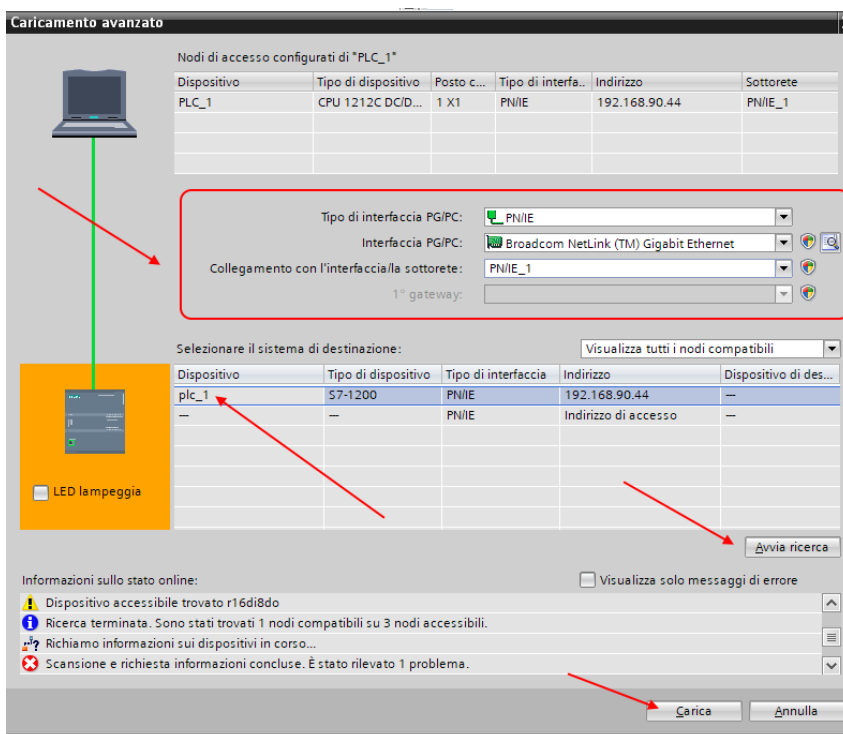 Caricamento avanzato
Nodi di accesso configurati di "PLC_1"
Dispositivo Tipo di dispositivo Posto c... Tipo di interfa.. Indirizzo Sottorete
PLC_1 CPU 1212C DC/D... 1 X1 PN/IE 192.168.90.44 PN/IE_1
Tipo di interfaccia PG/PC: PN/IE
Interfaccia PG/PC: Broadcom NetLink (TM) Gigabit Ethernet
Collegamento con l'interfaccia/la sottorete: PN/IE_1
1° gateway:
Selezionare il sistema di destinazione: Visualizza tutti i nodi compatibili
Dispositivo Tipo di dispositivo Tipo di interfaccia Indirizzo Dispositivo di des...
plc_1 S7-1200 PN/IE 192.168.90.44 —
— — PN/IE Indirizzo di accesso —
LED lampeggia
Avvia ricerca
Informazioni sullo stato online: Visualizza solo messaggi di errore
Dispositivo accessibile trovato r16di8do
Ricerca terminata. Sono stati trovati 1 nodi compatibili su 3 nodi accessibili.
Richiamo informazioni sui dispositivi in corso...
Scansione e richiesta informazioni concluse. È stato rilevato 1 problema.
Carica Annulla